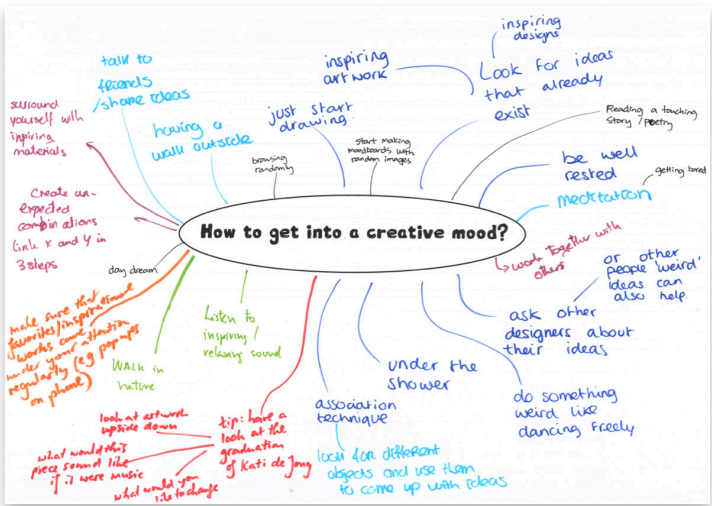 inspiring
designs
inspiring
artwork
Look for ideas
that already
exist
talk to
friends
/share ideas
having a
walk outside
just start
drawing
browsing
randomly
start making
moodboards with
random images
Reading a touching
story / poetry
be well
rested
getting bored
meditation
surround
yourself with
inpiring
materials
Create un-
expected
combinations
link x and y in
3 steps
day dream
How to get into a creative mood?
work together with
others
or other
people 'weird'
ideas can
also help.
ask other
designers about
their ideas
do something
weird like
dancing freely
under the
shower
association
technique
look for different
objects and use them
to come up with ideas
Listen to
inspiring /
relaxing sound
WALK in
nature
make sure that
favorites/inspirational
works come
under your attention
regularly (eg pop-ups
on phone)
tip: have a
look at the
graduation
of Kati de Jong
look at artwork
upside down
what would this
piece sound like
if it were music
what would you
like to change